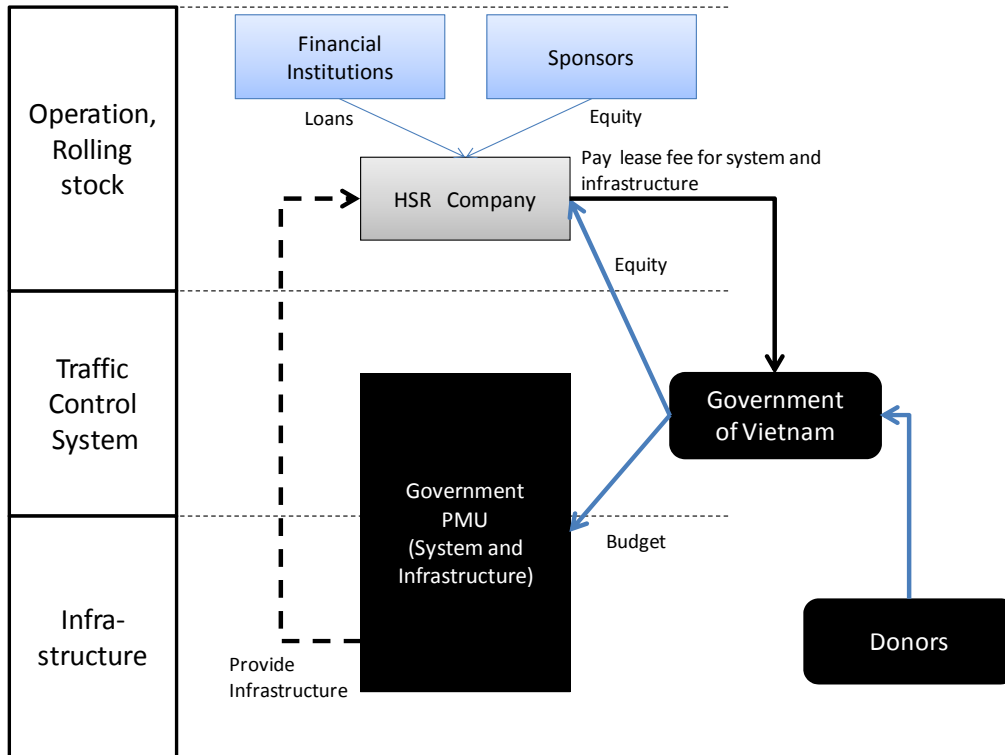 Financial
Institutions
Sponsors
Operation,
Rolling
stock
Loans
Equity
Pay lease fee for system and
infrastructure
HSR Company
Equity
Traffic
Control
System
Government
of Vietnam
Government
PMU
(System and
Infrastructure)
Budget
Infra-
structure
Donors
Provide
Infrastructure